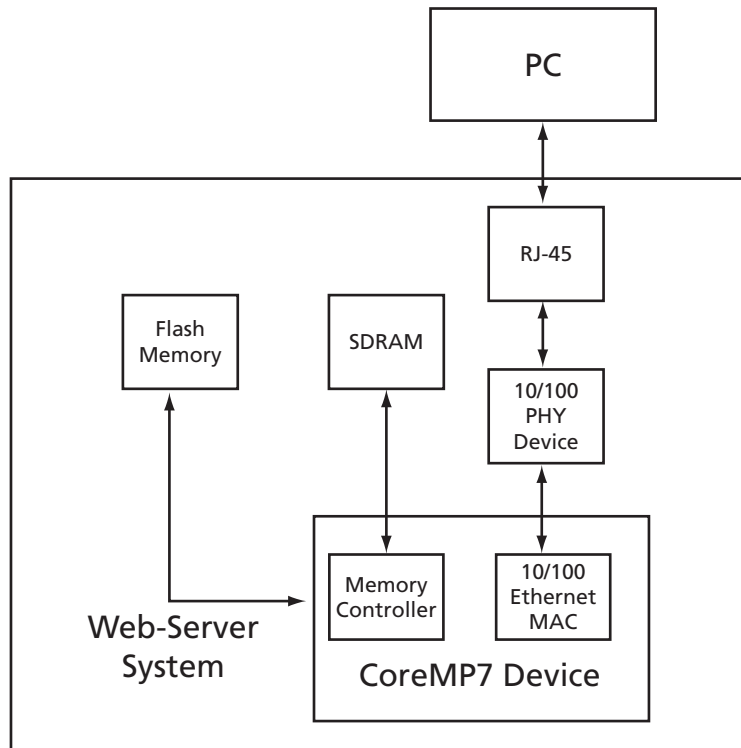 PC
RJ-45
Flash
Memory
SDRAM
10/100
PHY
Device
Memory
Controller
10/100
Ethernet
MAC
Web-Server
System
CoreMP7 Device